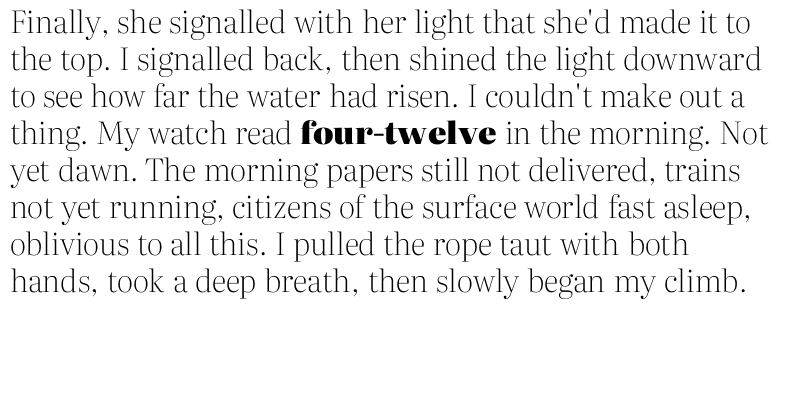 Finally, she signalled with her light that she'd made it to
the top. I signalled back, then shined the light downward
to see how far the water had risen. I couldn't make out a
thing. My watch read four-twelve in the morning. Not
yet dawn. The morning papers still not delivered, trains
not yet running, citizens of the surface world fast asleep,
oblivious to all this. I pulled the rope taut with both
hands, took a deep breath, then slowly began my climb.